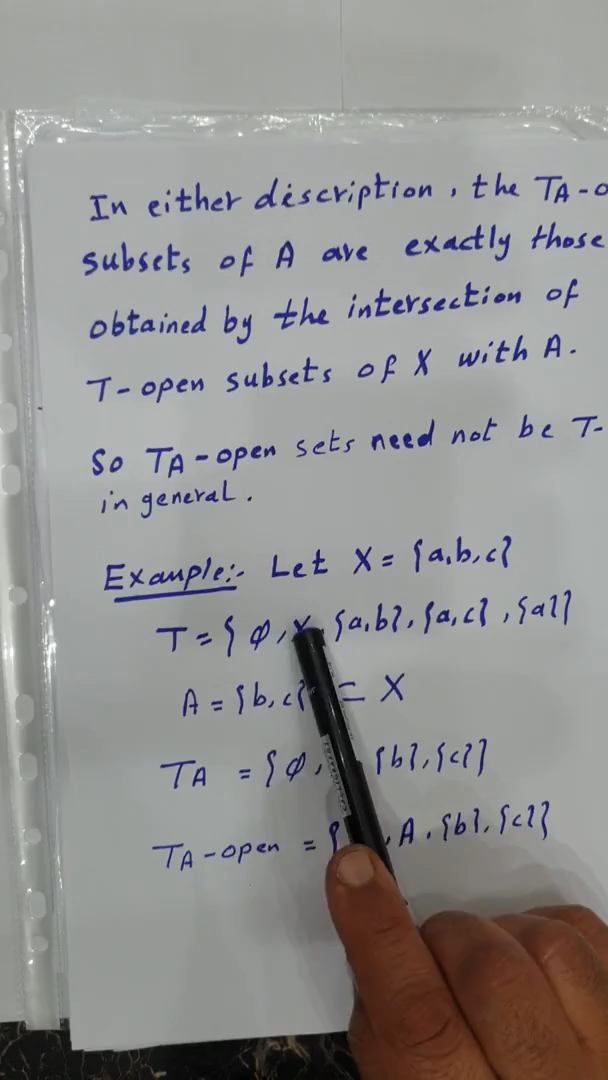 In either discription, the TA-o
subsets of A are exactly those
obtained by the intersection of
T-open subsets of X with A.
So TA-open sets need not be T-
in general.
Example:- Let X = {a,b,c}
T = { φ, X, {a,b}, {a,c}, {a}}
A = {b,c} = X
TA = { φ, {b}, {c}}
TA-open = { , A, {b}, {c}}